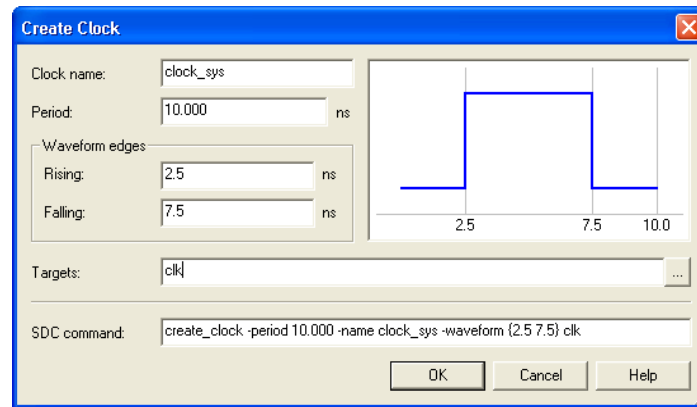 Create Clock
Clock name: clock_sys
Period: 10.000 ns
Waveform edges
Rising: 2.5 ns
Falling: 7.5 ns
2.5 7.5 10.0
Targets: clk ...
SDC command: create_clock -period 10.000 -name clock_sys -waveform {2.5 7.5} clk
OK Cancel Help